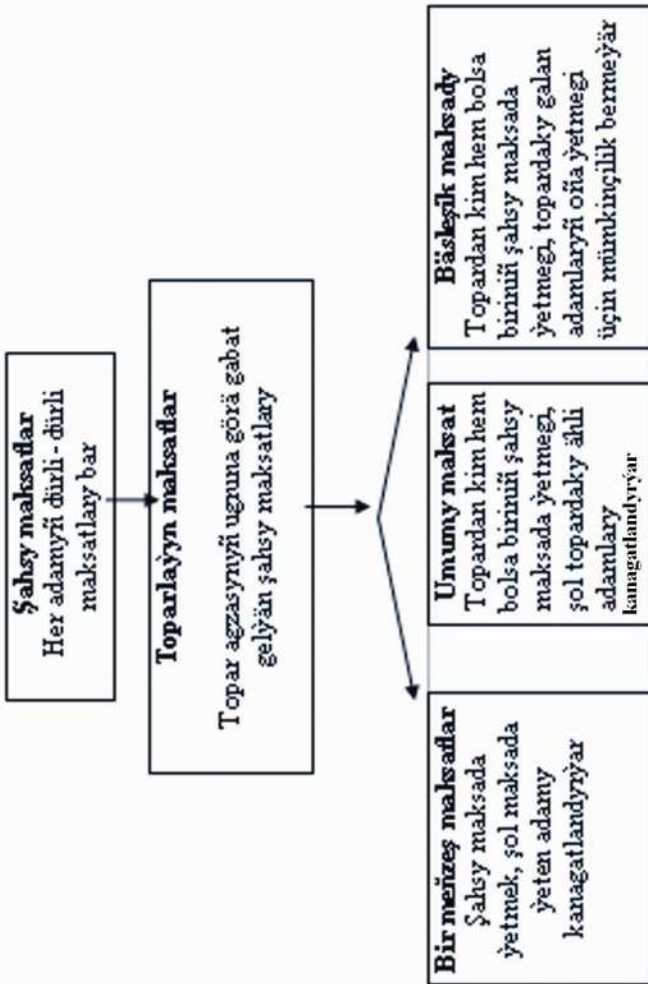 Şahsy maksatlar
Her adamyň dürli - dürli
maksatlary bar
Toparlaýyn maksatlar
Topar agzasynyň ugruna görä gabat
gelýän şahsy maksatlary
Bir meňzeş maksatlar
Şahsy maksada
ýetmek, şol maksada
ýeten adamy
kanagatlandyrýar
Umumy maksat
Topardan kim hem
bolsa biriniň şahsy
maksada ýetmegi,
şol topardaky ähli
adamlary
kanagatlandyrýar
Bäsleşik maksady
Topardan kim hem bolsa
biriniň şahsy maksada
ýetmegi, topardaky galan
adamlaryň oňa ýetmegi
üçin mümkinçilik bermeýär